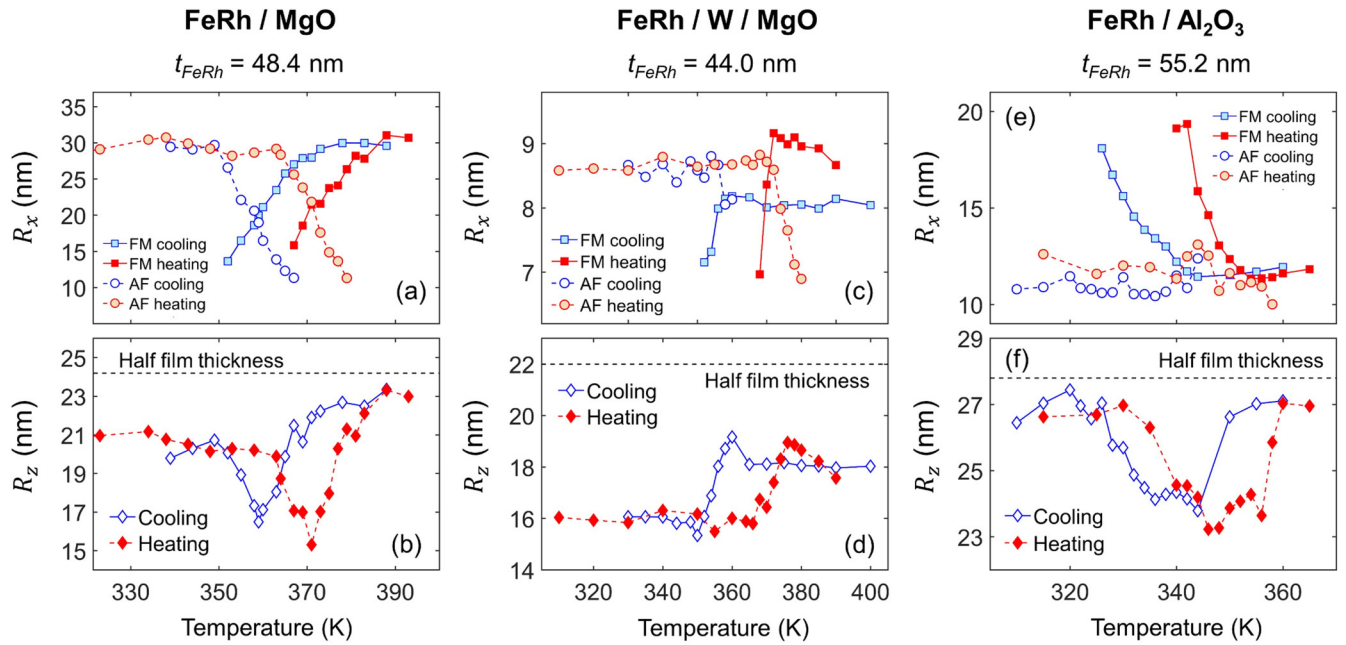 FeRh / MgO
t_FeRh = 48.4 nm
FeRh / W / MgO
t_FeRh = 44.0 nm
FeRh / Al₂O₃
t_FeRh = 55.2 nm
R_x (nm)
35
30
25
20
15
10
FM cooling
FM heating
AF cooling
AF heating
(a)
R_x (nm)
9
8
7
FM cooling
FM heating
AF cooling
AF heating
(c)
R_x (nm)
20
15
10
(e)
FM cooling
FM heating
AF cooling
AF heating
R_z (nm)
25
23
21
19
17
15
Half film thickness
Cooling
Heating
(b)
330
350
370
390
Temperature (K)
R_z (nm)
22
20
18
16
14
Half film thickness
Cooling
Heating
(d)
320
340
360
380
400
Temperature (K)
R_z (nm)
29
27
25
23
(f)
Half film thickness
Cooling
Heating
320
340
360
Temperature (K)